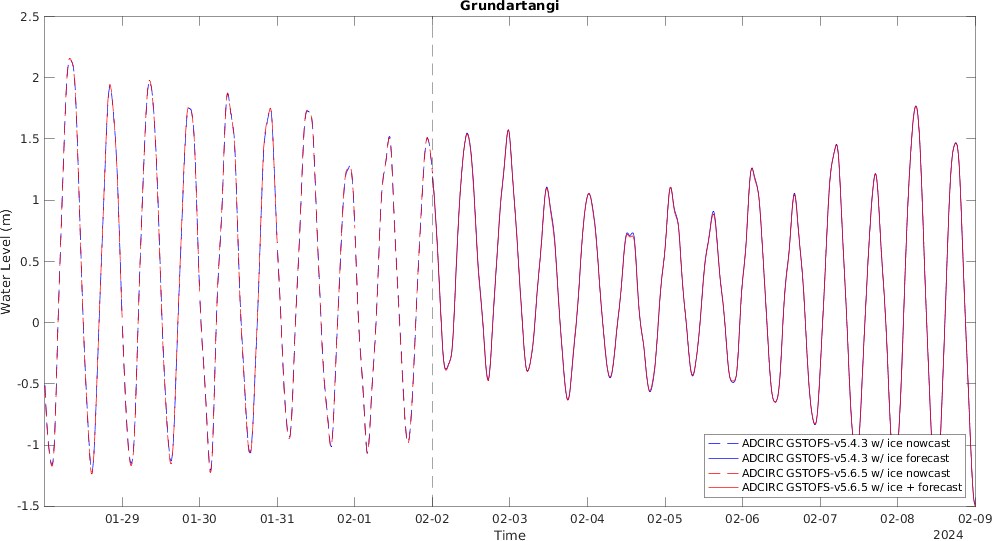 Grundartangi
2.5
2
1.5
1
0.5
0
-0.5
-1
-1.5
Water Level (m)
01-29 01-30 01-31 02-01 02-02 02-03 02-04 02-05 02-06 02-07 02-08 02-09
Time
2024
ADCIRC GSTOFS-v5.4.3 w/ ice nowcast
ADCIRC GSTOFS-v5.4.3 w/ ice forecast
ADCIRC GSTOFS-v5.6.5 w/ ice nowcast
ADCIRC GSTOFS-v5.6.5 w/ ice + forecast